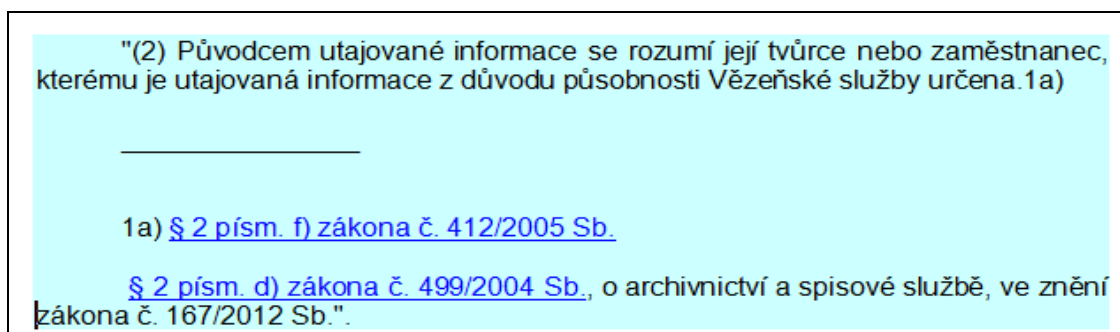 "(2) Původcem utajované informace se rozumí její tvůrce nebo zaměstnanec,
kterému je utajovaná informace z důvodu působnosti Vězeňské služby určena.1a)
1a) § 2 písm. f) zákona č. 412/2005 Sb.
§ 2 písm. d) zákona č. 499/2004 Sb., o archivnictví a spisové službě, ve znění
zákona č. 167/2012 Sb.".